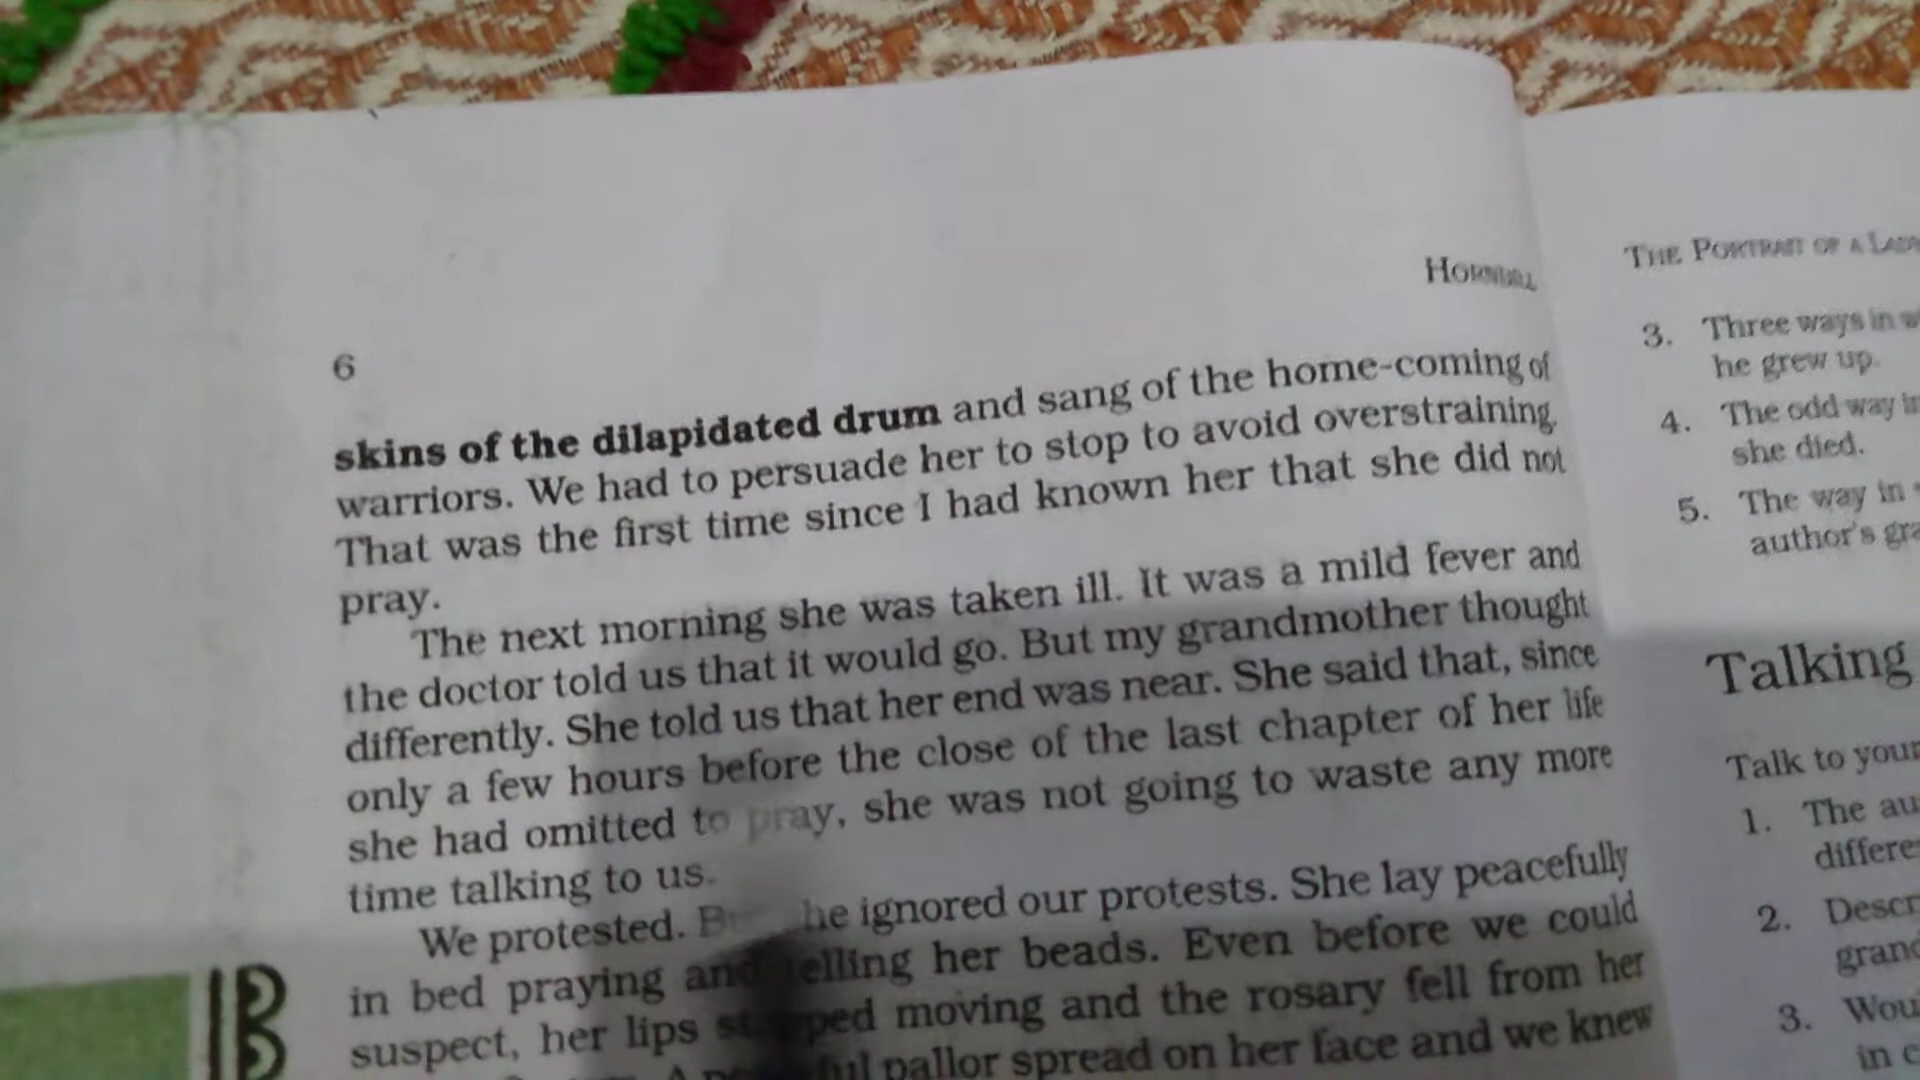 HORNBILL
6
skins of the dilapidated drum and sang of the home-coming of
warriors. We had to persuade her to stop to avoid overstraining.
That was the first time since I had known her that she did not
pray.
The next morning she was taken ill. It was a mild fever and
the doctor told us that it would go. But my grandmother thought
differently. She told us that her end was near. She said that, since
only a few hours before the close of the last chapter of her life
she had omitted to pray, she was not going to waste any more
time talking to us.
We protested. he ignored our protests. She lay peacefully
in bed praying and elling her beads. Even before we could
suspect, her lips moving and the rosary fell from her
pallor spread on her face and we knew
THE PORTRAIT OF A LADY
3. Three ways in
he grew up.
4. The odd way in
she died.
5. The way in
author's gra
Talking
Talk to your
1. The au
differe
2. Descr
grand
3. Wou
in